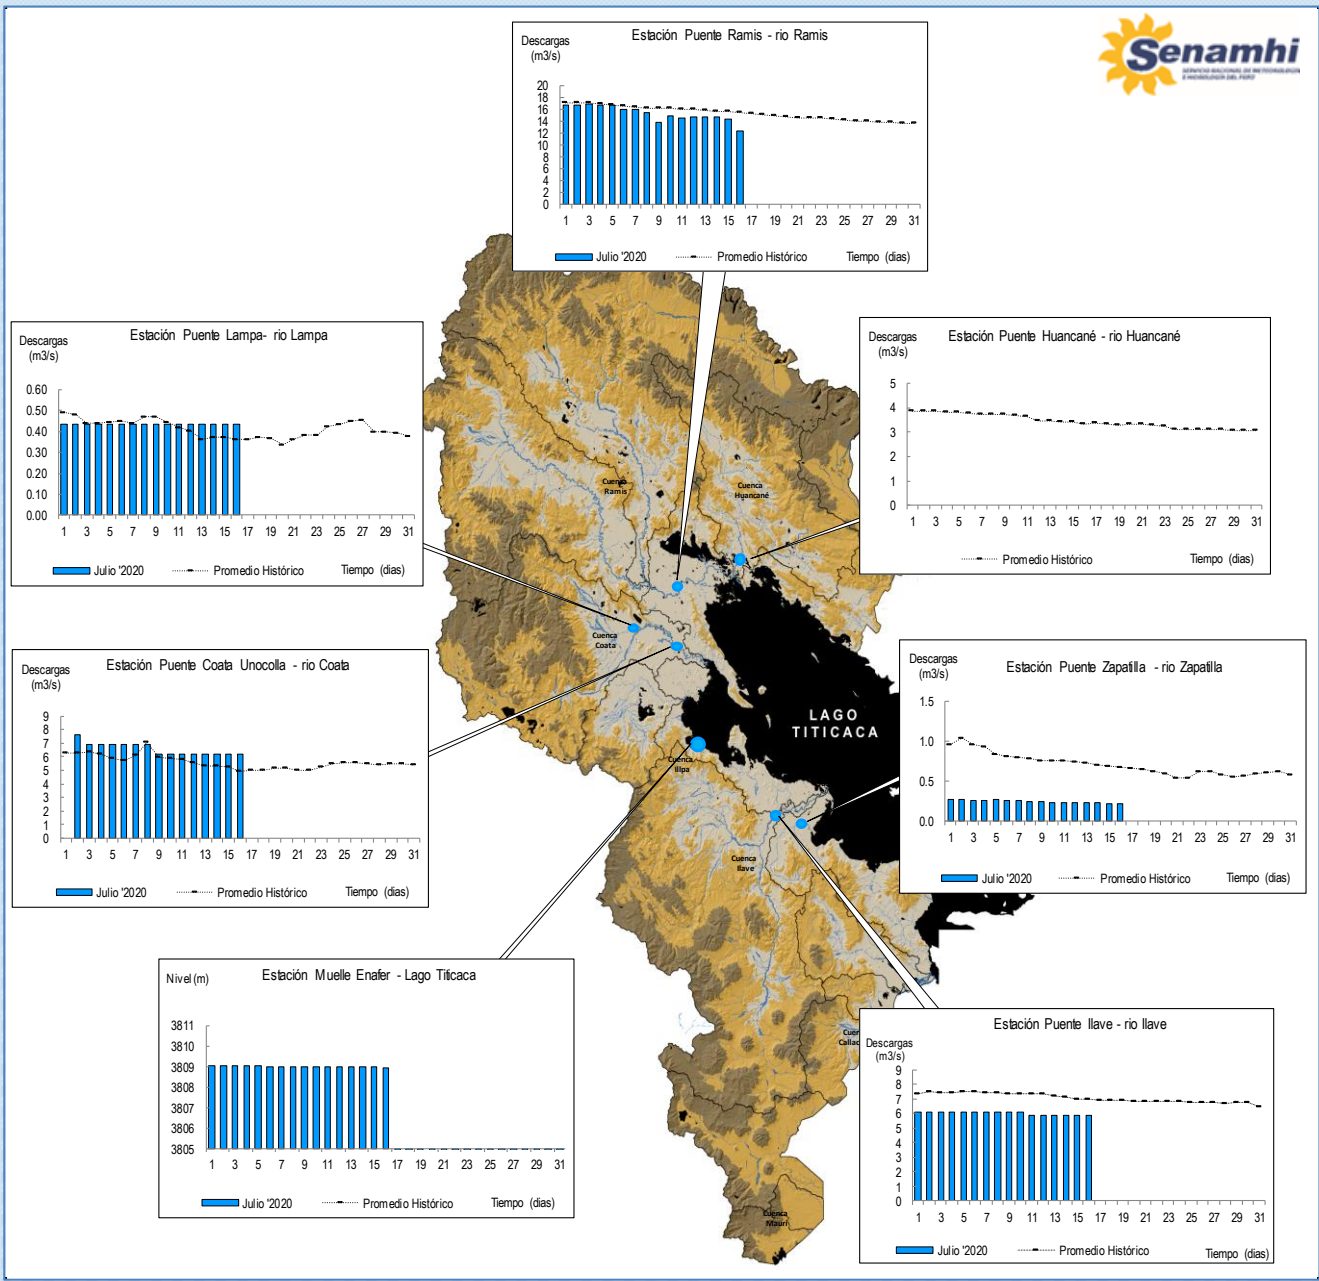 Estación Puente Ramis - rio Ramis
Descargas
(m3/s)
20
18
16
14
12
10
8
6
4
2
0
1 3 5 7 9 11 13 15 17 19 21 23 25 27 29 31
Julio '2020 Promedio Histórico Tiempo (dias)
Senamhi
SERVICIO NACIONAL DE METEOROLOGÍA
E HIDROLOGÍA DEL PERÚ
Estación Puente Lampa- rio Lampa
Descargas
(m3/s)
0.60
0.50
0.40
0.30
0.20
0.10
0.00
1 3 5 7 9 11 13 15 17 19 21 23 25 27 29 31
Julio '2020 Promedio Histórico Tiempo (dias)
Estación Puente Huancané - rio Huancané
Descargas
(m3/s)
5
4
3
2
1
0
1 3 5 7 9 11 13 15 17 19 21 23 25 27 29 31
Promedio Histórico
Cuenca
Ramis
Cuenca
Huancané
Cuenca
Coata
LAGO
TITICACA
Cuenca
Illpa
Cuenca
Ilave
Cuenca
Mauri
Estación Puente Coata Unocolla - rio Coata
Descargas
(m3/s)
9
8
7
6
5
4
3
2
1
0
1 3 5 7 9 11 13 15 17 19 21 23 25 27 29 31
Julio '2020 Promedio Histórico Tiempo (dias)
Estación Puente Zapatilla - rio Zapatilla
Descargas
(m3/s)
1.5
1.0
0.5
0.0
1 3 5 7 9 11 13 15 17 19 21 23 25 27 29 31
Julio '2020 Promedio Histórico Tiempo (dias)
Estación Muelle Enafer - Lago Titicaca
Nivel (m)
3811
3810
3809
3808
3807
3806
3805
1 3 5 7 9 11 13 15 17 19 21 23 25 27 29 31
Julio '2020 Promedio Histórico Tiempo (dias)
Estación Puente Ilave - rio Ilave
Descargas
(m3/s)
9
8
7
6
5
4
3
2
1
0
1 3 5 7 9 11 13 15 17 19 21 23 25 27 29 31
Julio '2020 Promedio Histórico Tiempo (dias)